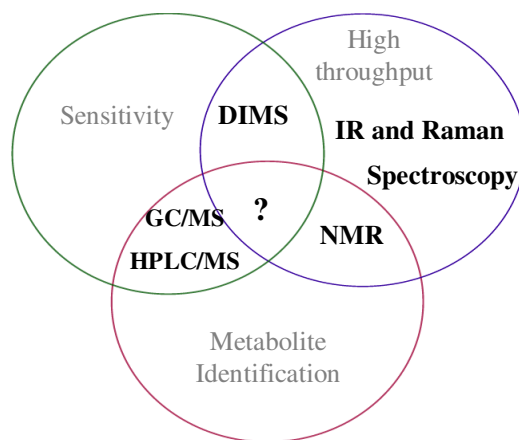 High
throughput
Sensitivity
DIMS
IR and Raman
Spectroscopy
GC/MS
?
NMR
HPLC/MS
Metabolite
Identification